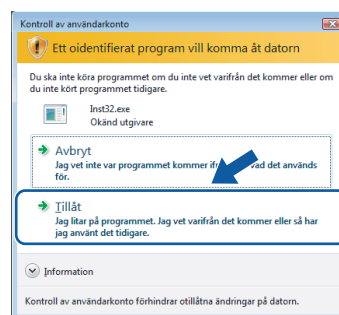 Kontroll av användarkonto
Ett oidentifierat program vill komma åt datorn
Du ska inte köra programmet om du inte vet varifrån det kommer eller om
du inte kört programmet tidigare.
Inst32.exe
Okänd utgivare
Avbryt
Jag vet inte var programmet kommer vad det används
för.
Tillåt
Jag litar på programmet. Jag vet varifrån det kommer eller så har
jag använt det tidigare.
Information
Kontroll av användarkonto förhindrar otillåtna ändringar på datorn.